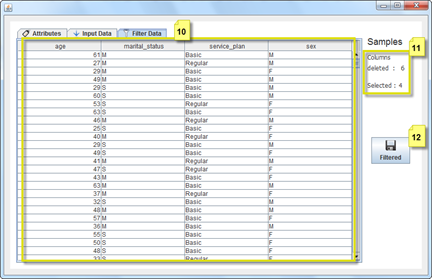 10
Attributes Input Data Filter Data
Samples
11
age marital_status service_plan sex
Columns
61 M Basic M
deleted : 6
27 M Regular M
29 M Basic F
Selected : 4
49 M Basic M
29 S Basic M
60 S Basic M
53 S Regular F
63 S Basic M
46 M Regular M
25 M Basic M
40 M Basic M
12
29 S Basic F
49 S Basic F
Filtered
41 M Regular M
47 S Regular M
43 M Basic F
63 M Regular M
37 M Basic M
32 M Basic F
48 M Basic M
57 M Basic F
36 M Basic M
55 S Basic F
50 S Basic F
48 S Basic F
33 S Regular F